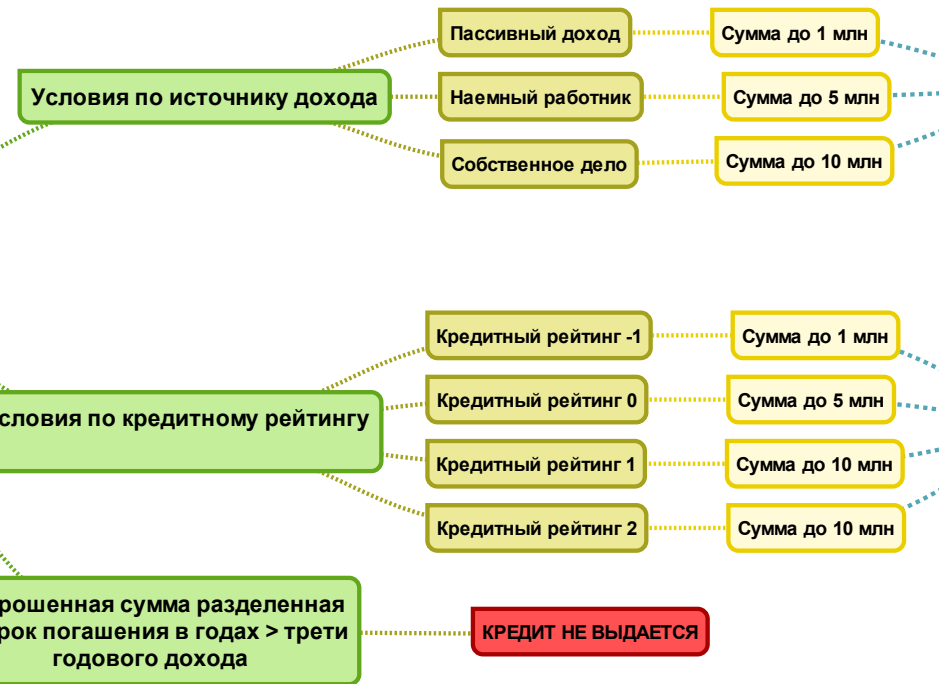 Пассивный доход
Сумма до 1 млн
Условия по источнику дохода
Наемный работник
Сумма до 5 млн
Собственное дело
Сумма до 10 млн
Кредитный рейтинг -1
Сумма до 1 млн
словия по кредитному рейтингу
Кредитный рейтинг 0
Сумма до 5 млн
Кредитный рейтинг 1
Сумма до 10 млн
Кредитный рейтинг 2
Сумма до 10 млн
рошенная сумма разделенная
рок погашения в годах > трети
годового дохода
КРЕДИТ НЕ ВЫДАЕТСЯ